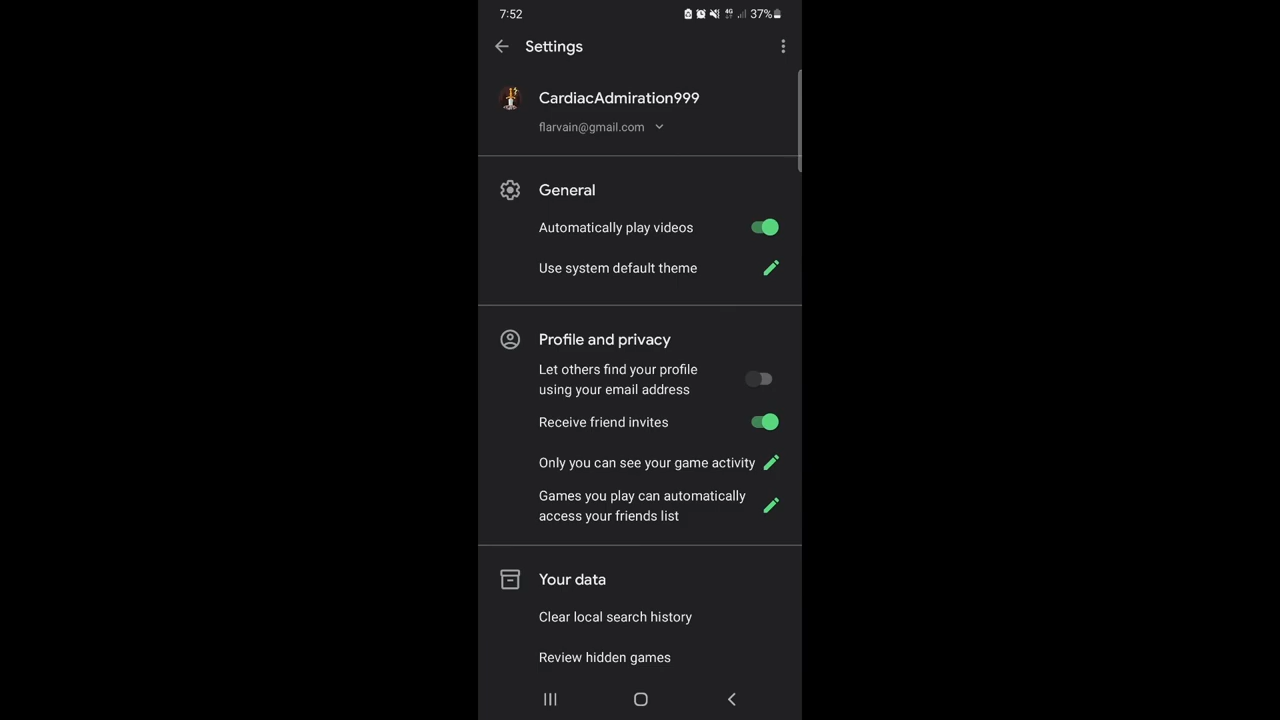 7:52
4G 37%
Settings
CardiacAdmiration999
flarvain@gmail.com
General
Automatically play videos
Use system default theme
Profile and privacy
Let others find your profile
using your email address
Receive friend invites
Only you can see your game activity
Games you play can automatically
access your friends list
Your data
Clear local search history
Review hidden games